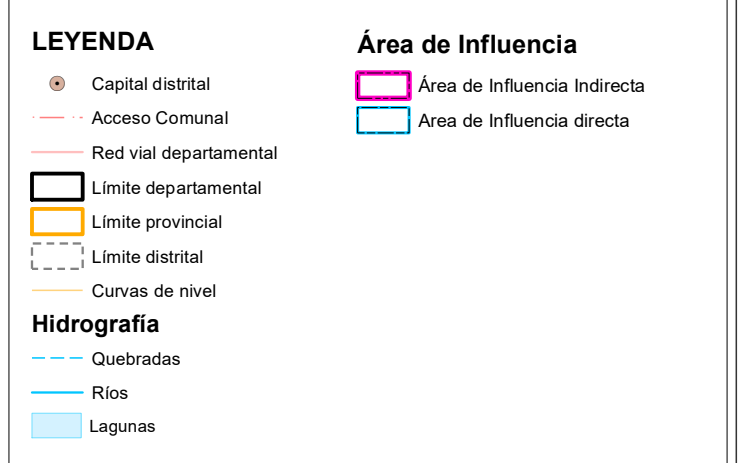 LEYENDA
Capital distrital
Acceso Comunal
Red vial departamental
Límite departamental
Límite provincial
Límite distrital
Curvas de nivel
Hidrografía
Quebradas
Ríos
Lagunas
Área de Influencia
Área de Influencia Indirecta
Area de Influencia directa